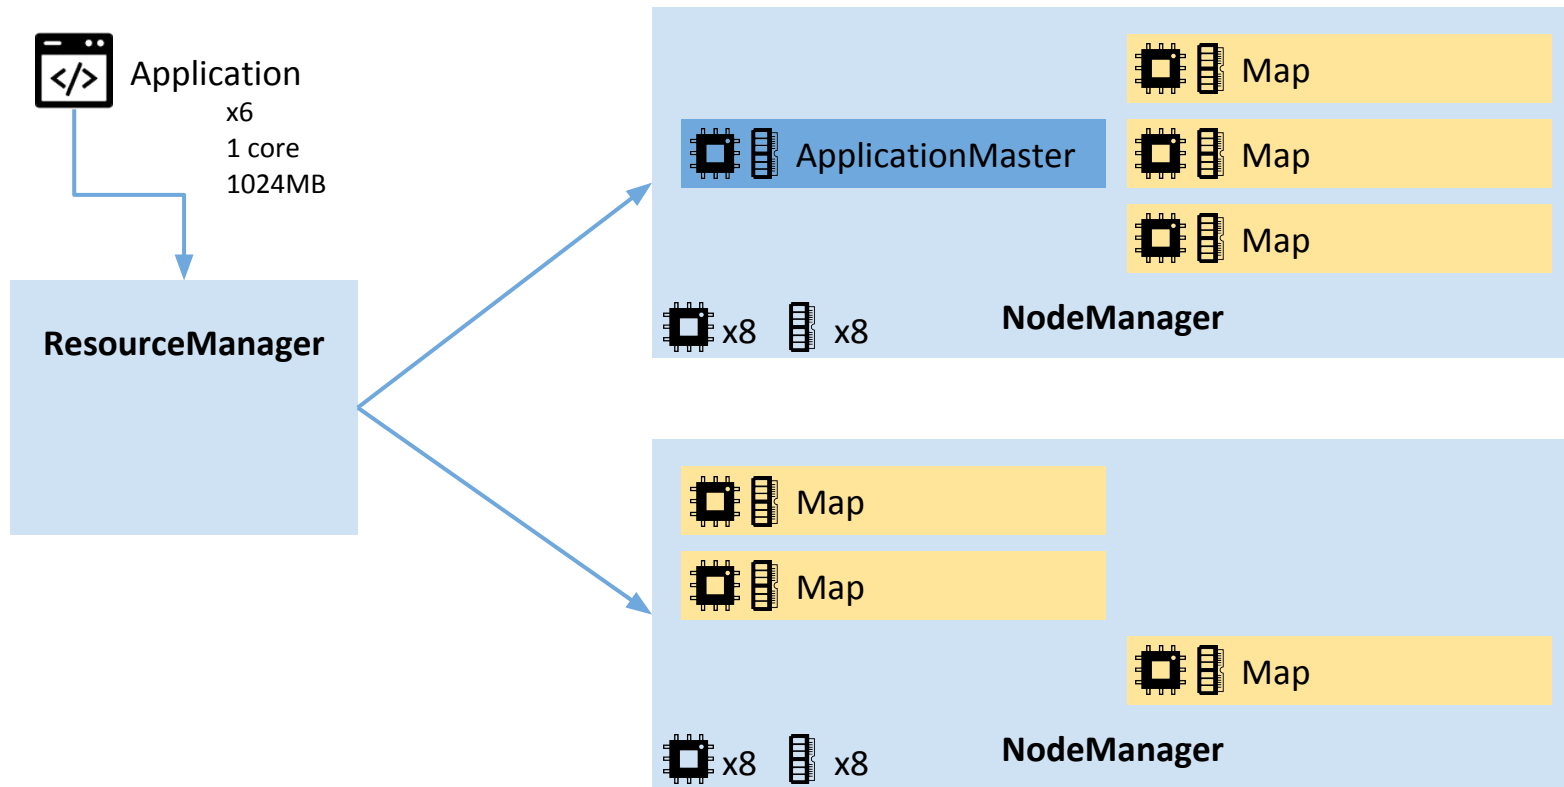 </>
Application
x6
1 core
1024MB
ResourceManager
ApplicationMaster
Map
Map
Map
x8
x8
NodeManager
Map
Map
Map
x8
x8
NodeManager